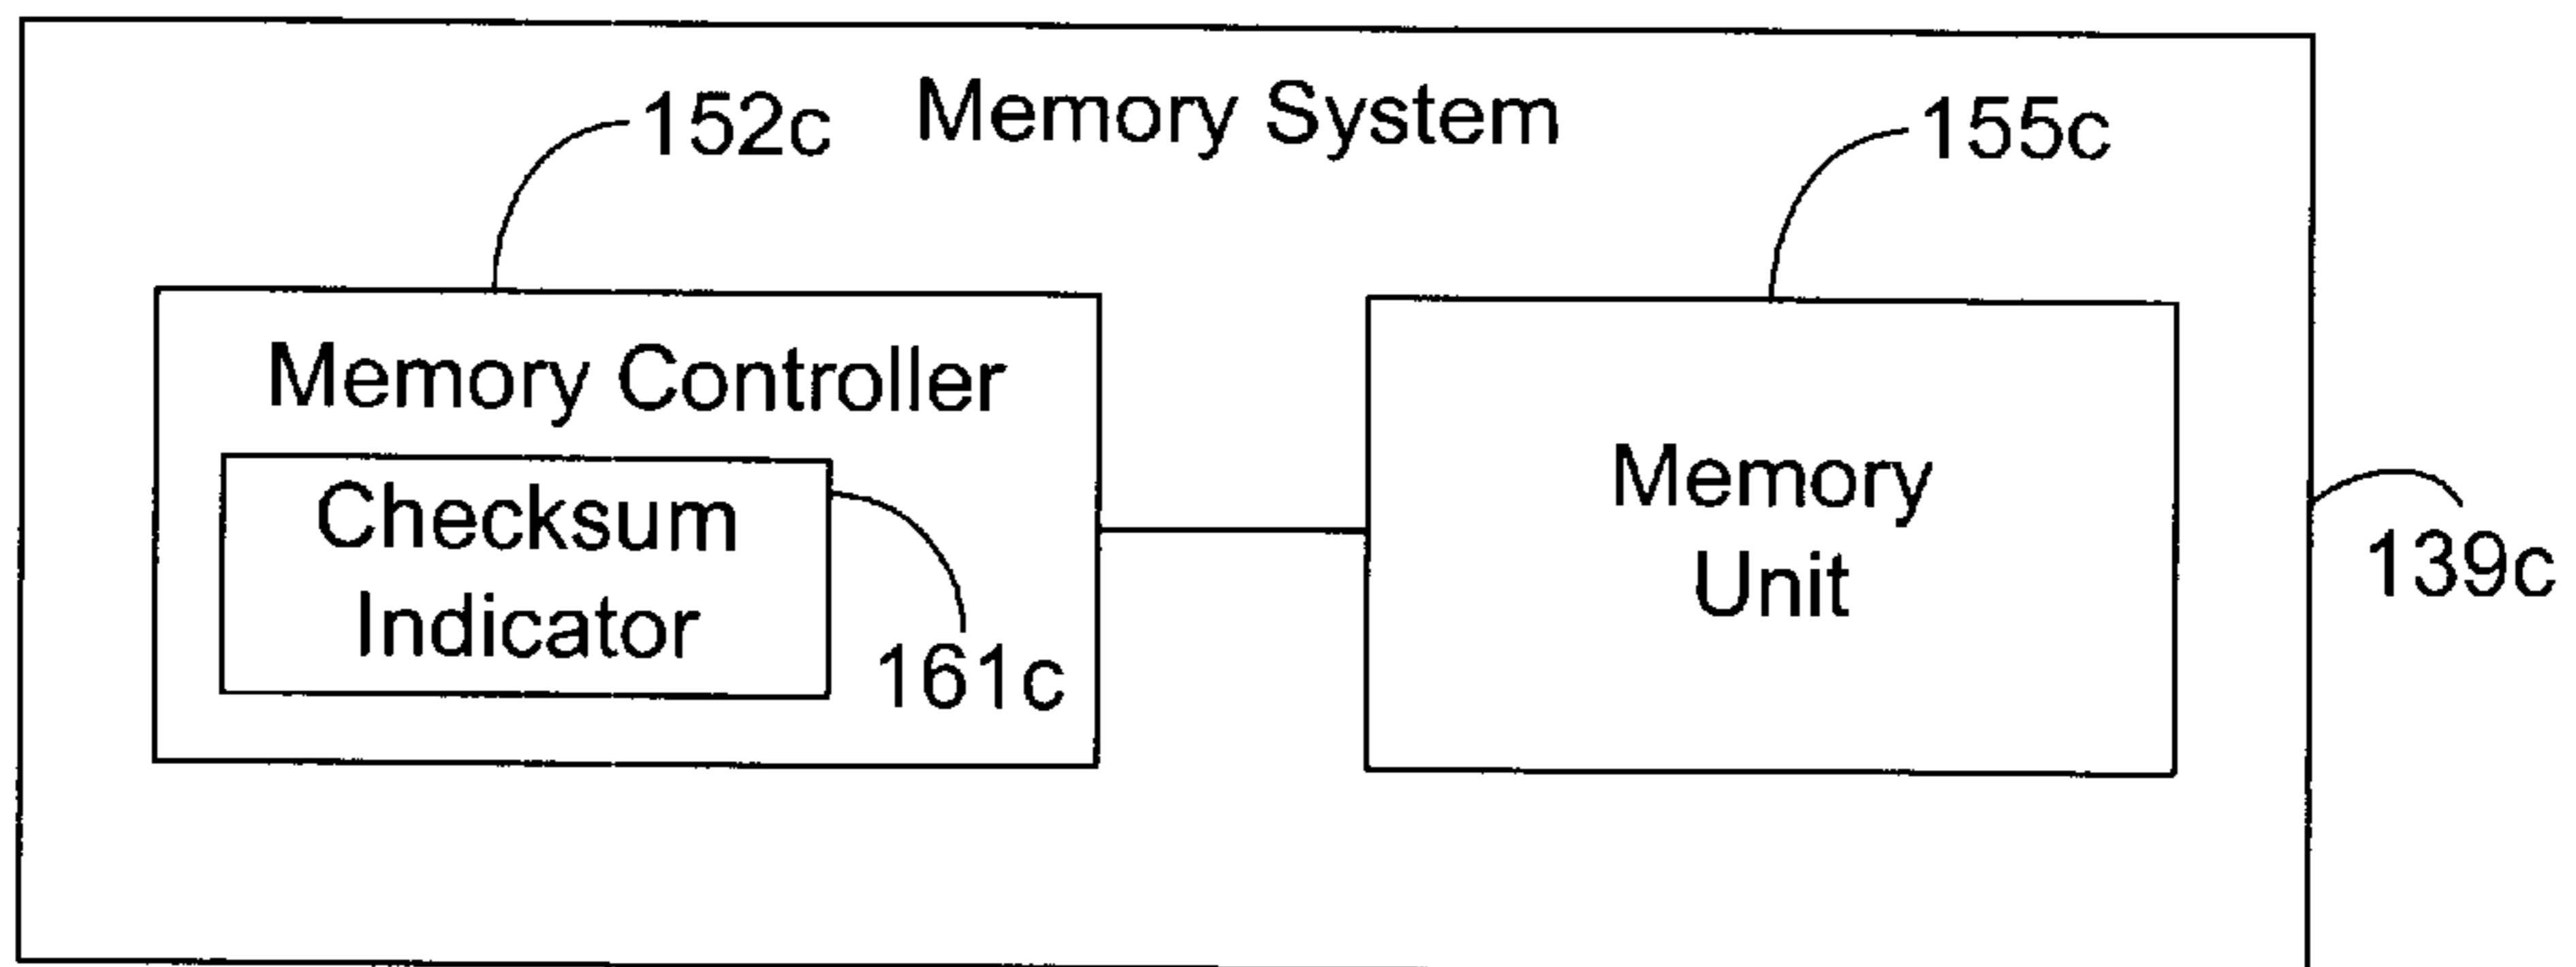 Memory System
152c
155c
Memory Controller
Checksum
Indicator
161c
Memory
Unit
139c